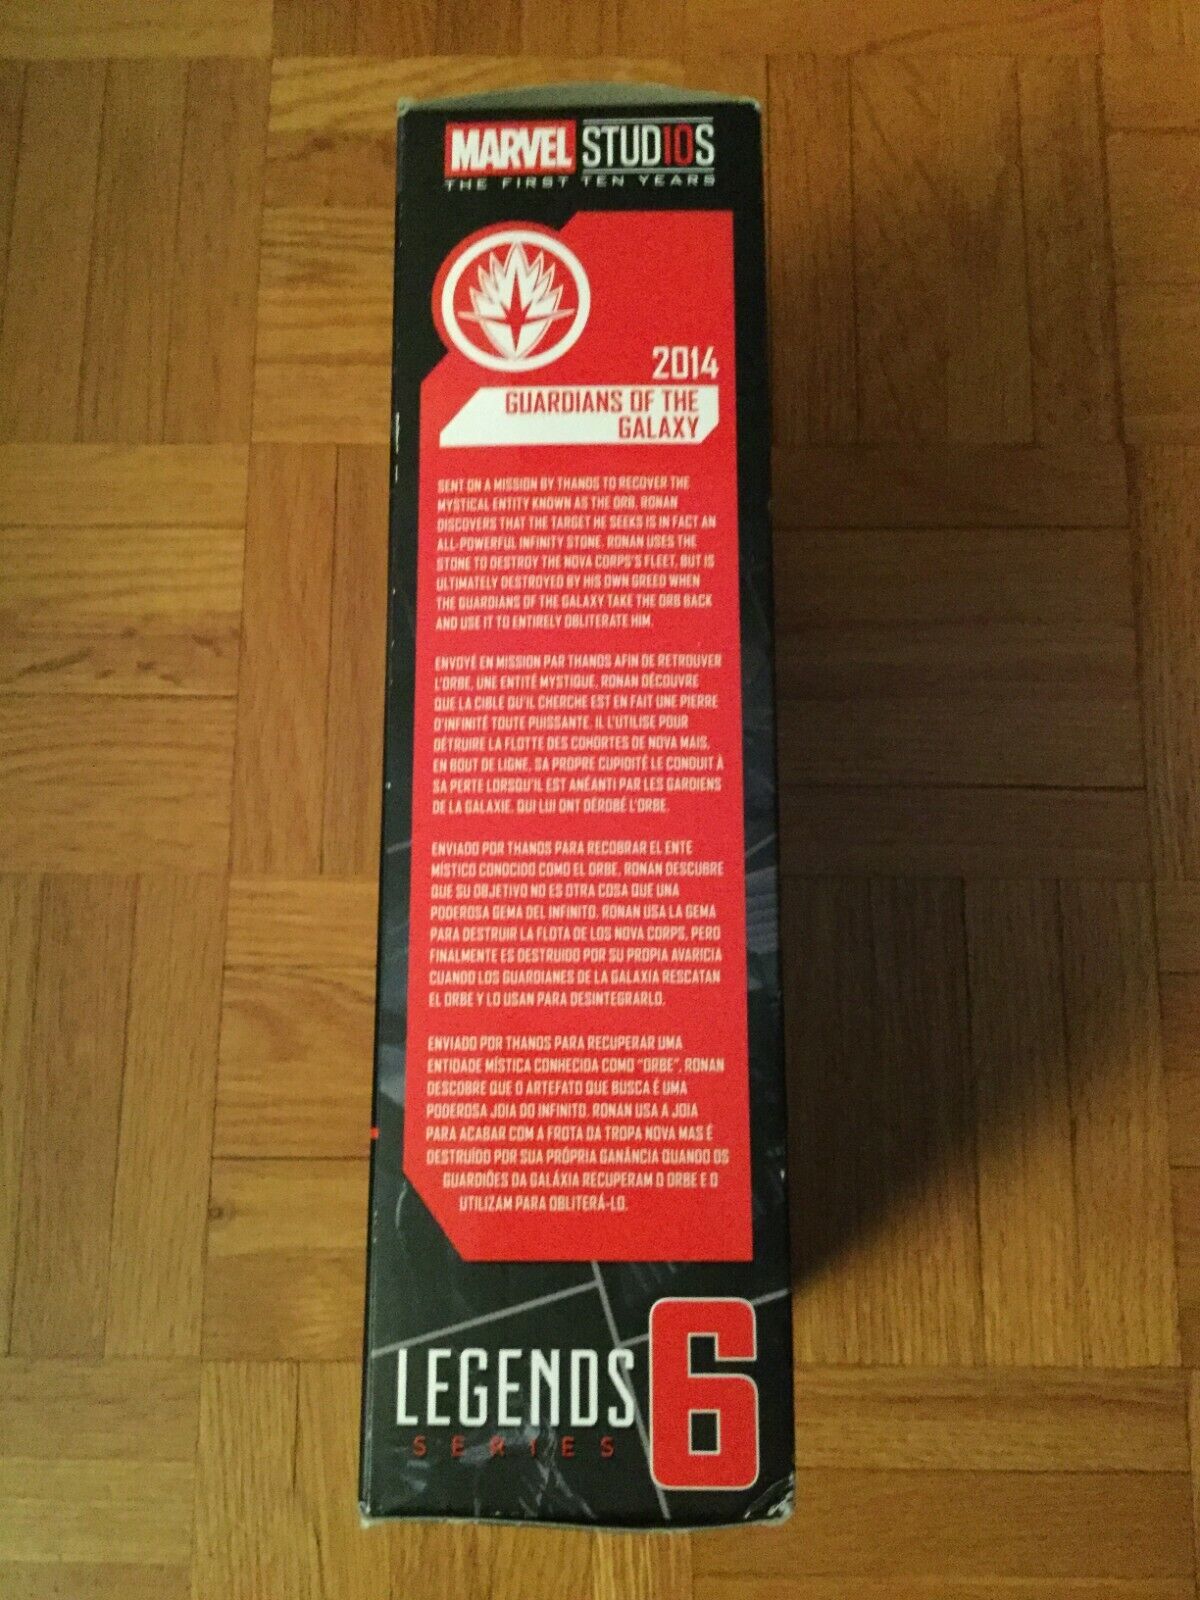 MARVEL STUDIOS
THE FIRST TEN YEARS
2014
GUARDIANS OF THE
GALAXY
SENT ON A MISSION BY THANOS TO RECOVER THE
MYSTICAL ENTITY KNOWN AS THE ORB, RONAN
DISCOVERS THAT THE TARGET HE SEEKS IS IN FACT AN
ALL-POWERFUL INFINITY STONE. RONAN USES THE
STONE TO DESTROY THE NOVA CORPS'S FLEET, BUT IS
ULTIMATELY DESTROYED BY HIS OWN GREED WHEN
THE GUARDIANS OF THE GALAXY TAKE THE ORB BACK
AND USE IT TO ENTIRELY OBLITERATE HIM.
ENVOYÉ EN MISSION PAR THANOS AFIN DE RETROUVER
L'ORBE, UNE ENTITÉ MYSTIQUE, RONAN DÉCOUVRE
QUE LA CIBLE QU'IL CHERCHE EST EN FAIT UNE PIERRE
D'INFINITÉ TOUTE PUISSANTE. IL L'UTILISE POUR
DÉTRUIRE LA FLOTTE DES COHORTES DE NOVA MAIS,
EN BOUT DE LIGNE, SA PROPRE CUPIDITÉ LE CONDUIT À
SA PERTE LORSQU'IL EST ANÉANTI PAR LES GARDIENS
DE LA GALAXIE, QUI LUI ONT DÉROBÉ L'ORBE.
ENVIADO POR THANOS PARA RECOBRAR EL ENTE
MÍSTICO CONOCIDO COMO EL ORBE, RONAN DESCUBRE
QUE SU OBJETIVO NO ES OTRA COSA QUE UNA
PODEROSA GEMA DEL INFINITO. RONAN USA LA GEMA
PARA DESTRUIR LA FLOTA DE LOS NOVA CORPS, PERO
FINALMENTE ES DESTRUIDO POR SU PROPIA AVARICIA
CUANDO LOS GUARDIANES DE LA GALAXIA RESCATAN
EL ORBE Y LO USAN PARA DESINTEGRARLO.
ENVIADO POR THANOS PARA RECUPERAR UMA
ENTIDADE MÍSTICA CONHECIDA COMO "ORBE", RONAN
DESCOBRE QUE O ARTEFATO QUE BUSCA É UMA
PODEROSA JOIA DO INFINITO. RONAN USA A JOIA
PARA ACABAR COM A FROTA DA TROPA NOVA MAS É
DESTRUÍDO POR SUA PRÓPRIA GANÂNCIA QUANDO OS
GUARDIÕES DA GALÁXIA RECUPERAM O ORBE E O
UTILIZAM PARA OBLITERÁ-LO.
LEGENDS 6
SERIES